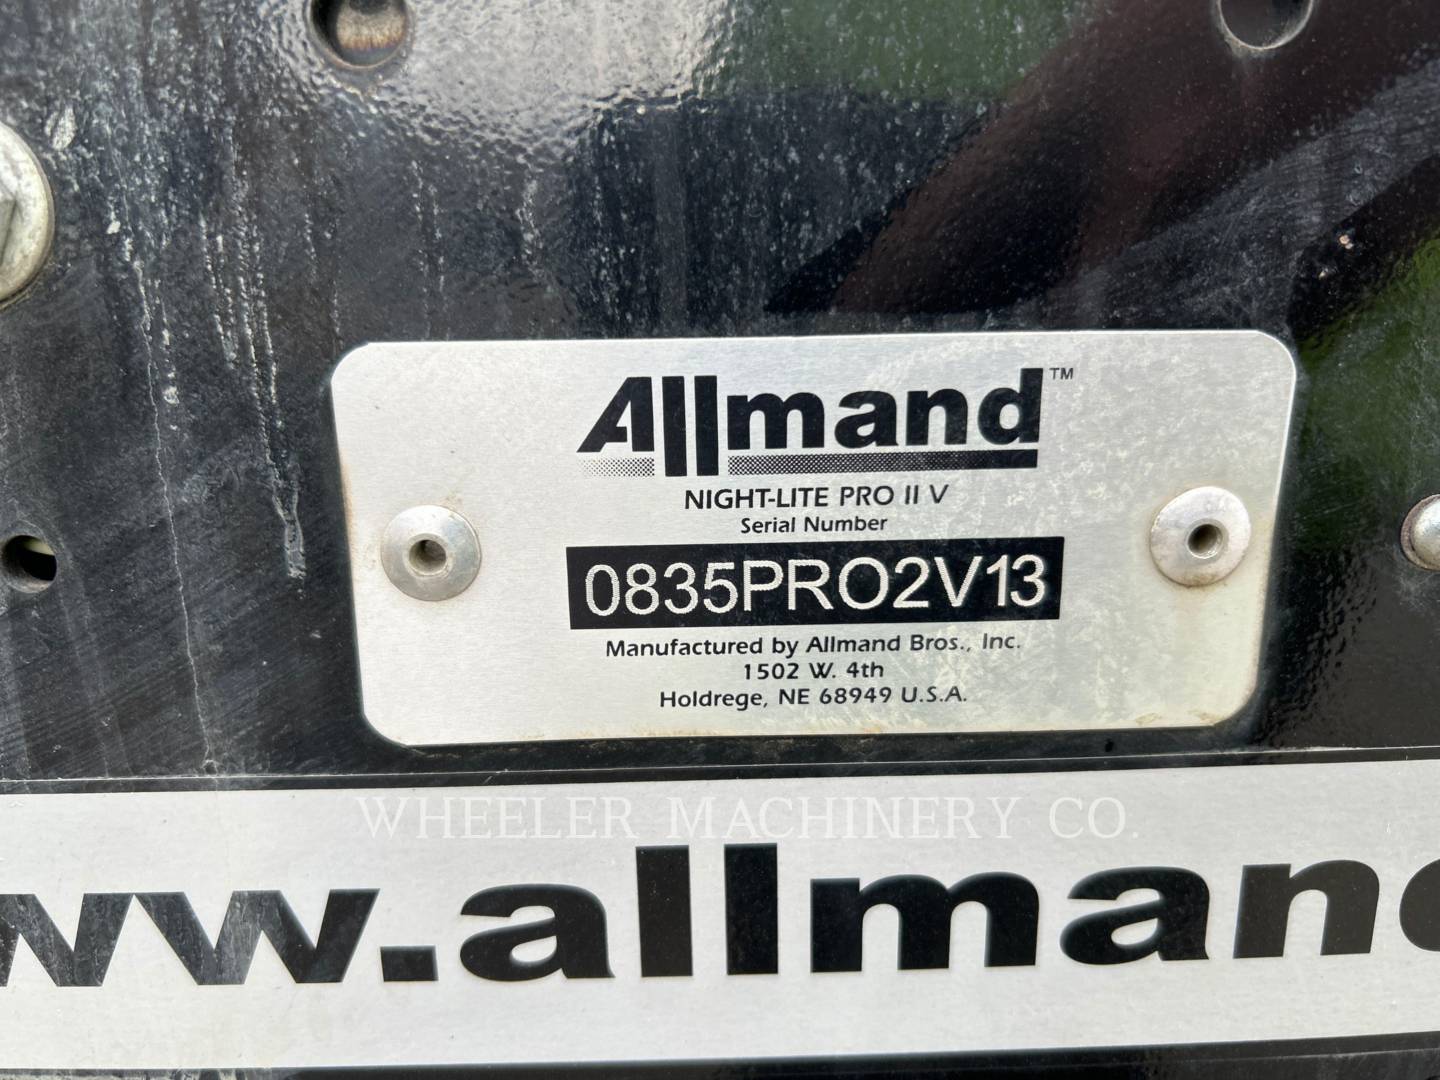 Allmand™
NIGHT-LITE PRO II V
Serial Number
0835PRO2V13
Manufactured by Allmand Bros., Inc.
1502 W. 4th
Holdrege, NE 68949 U.S.A.
WHEELER MACHINERY CO.
ww.allmand